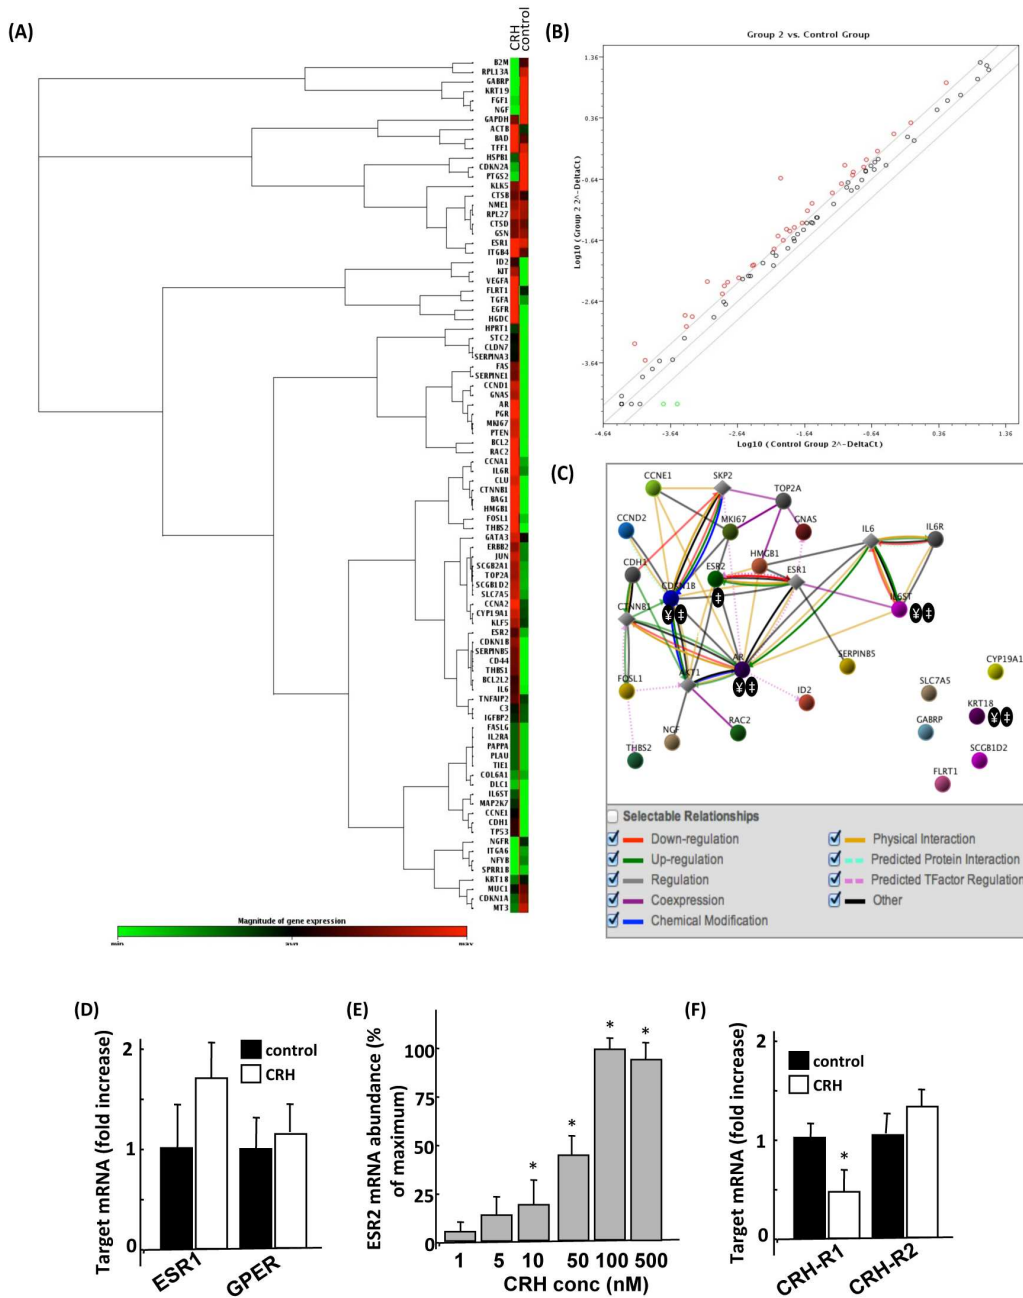 (A)
CRH
control
B2M
RPL13A
GABRP
KRT19
FGF1
NGF
GAPDH
ACTB
BAD
TFF1
HSPB1
CDKN2A
PTGS2
KLK5
CTSB
NME1
RPL27
CTSD
GSN
ESR1
ITGB4
ID2
KIT
VEGFA
FLRT1
TGFA
EGFR
HGDC
HPRT1
STC2
CLDN7
SERPINA3
FAS
SERPINE1
CCND1
GNAS
AR
PGR
MKI67
PTEN
BCL2
RAC2
CCNA1
IL6R
CLU
CTNNB1
BAG1
HMGB1
FOSL1
THBS2
GATA3
ERBB2
JUN
SCGB2A1
TOP2A
SCGB1D2
SLC7A5
CCNA2
CYP19A1
KLF5
ESR2
CDKN1B
SERPINB5
CD44
THBS1
BCL2L2
IL6
TNFAIP2
C3
IGFBP2
FASLG
IL2RA
PAPPA
PLAU
TIE1
COL6A1
DLC1
IL6ST
MAP2K7
CCNE1
CDH1
TP53
NGFR
ITGA6
NFYB
SPRR1B
KRT18
MUC1
CDKN1A
MT3
Magnitude of gene expression
min
avg
max
(B)
Group 2 vs. Control Group
Log10 (Group 2 2^-DeltaCt)
1.36
0.36
-0.64
-1.64
-2.64
-3.64
-4.64 -3.64 -2.64 -1.64 -0.64 0.36 1.36
Log10 (Control Group 2^-DeltaCt)
(C)
CCNE1
SKP2
TOP2A
CCND2
MKI67
GNAS
IL6
IL6R
CDH1
ESR2
HMGB1
ESR1
CDKN1B
¥ ‡
‡
CTNNB1
IL6ST
¥ ‡
AR
¥ ‡
SERPINB5
AKT1
FOSL1
ID2
NGF
RAC2
THBS2
CYP19A1
SLC7A5
KRT18 ¥ ‡
GABRP
SCGB1D2
FLRT1
Selectable Relationships
Down-regulation
Up-regulation
Regulation
Coexpression
Chemical Modification
Physical Interaction
Predicted Protein Interaction
Predicted TFactor Regulation
Other
(D)
Target mRNA (fold increase)
2
1
0
control
CRH
ESR1
GPER
(E)
ESR2 mRNA abundance (%
of maximum)
100
75
50
25
0
* * * *
1 5 10 50 100 500
CRH conc (nM)
(F)
Target mRNA (fold increase)
2
1
0
control
CRH
*
CRH-R1
CRH-R2